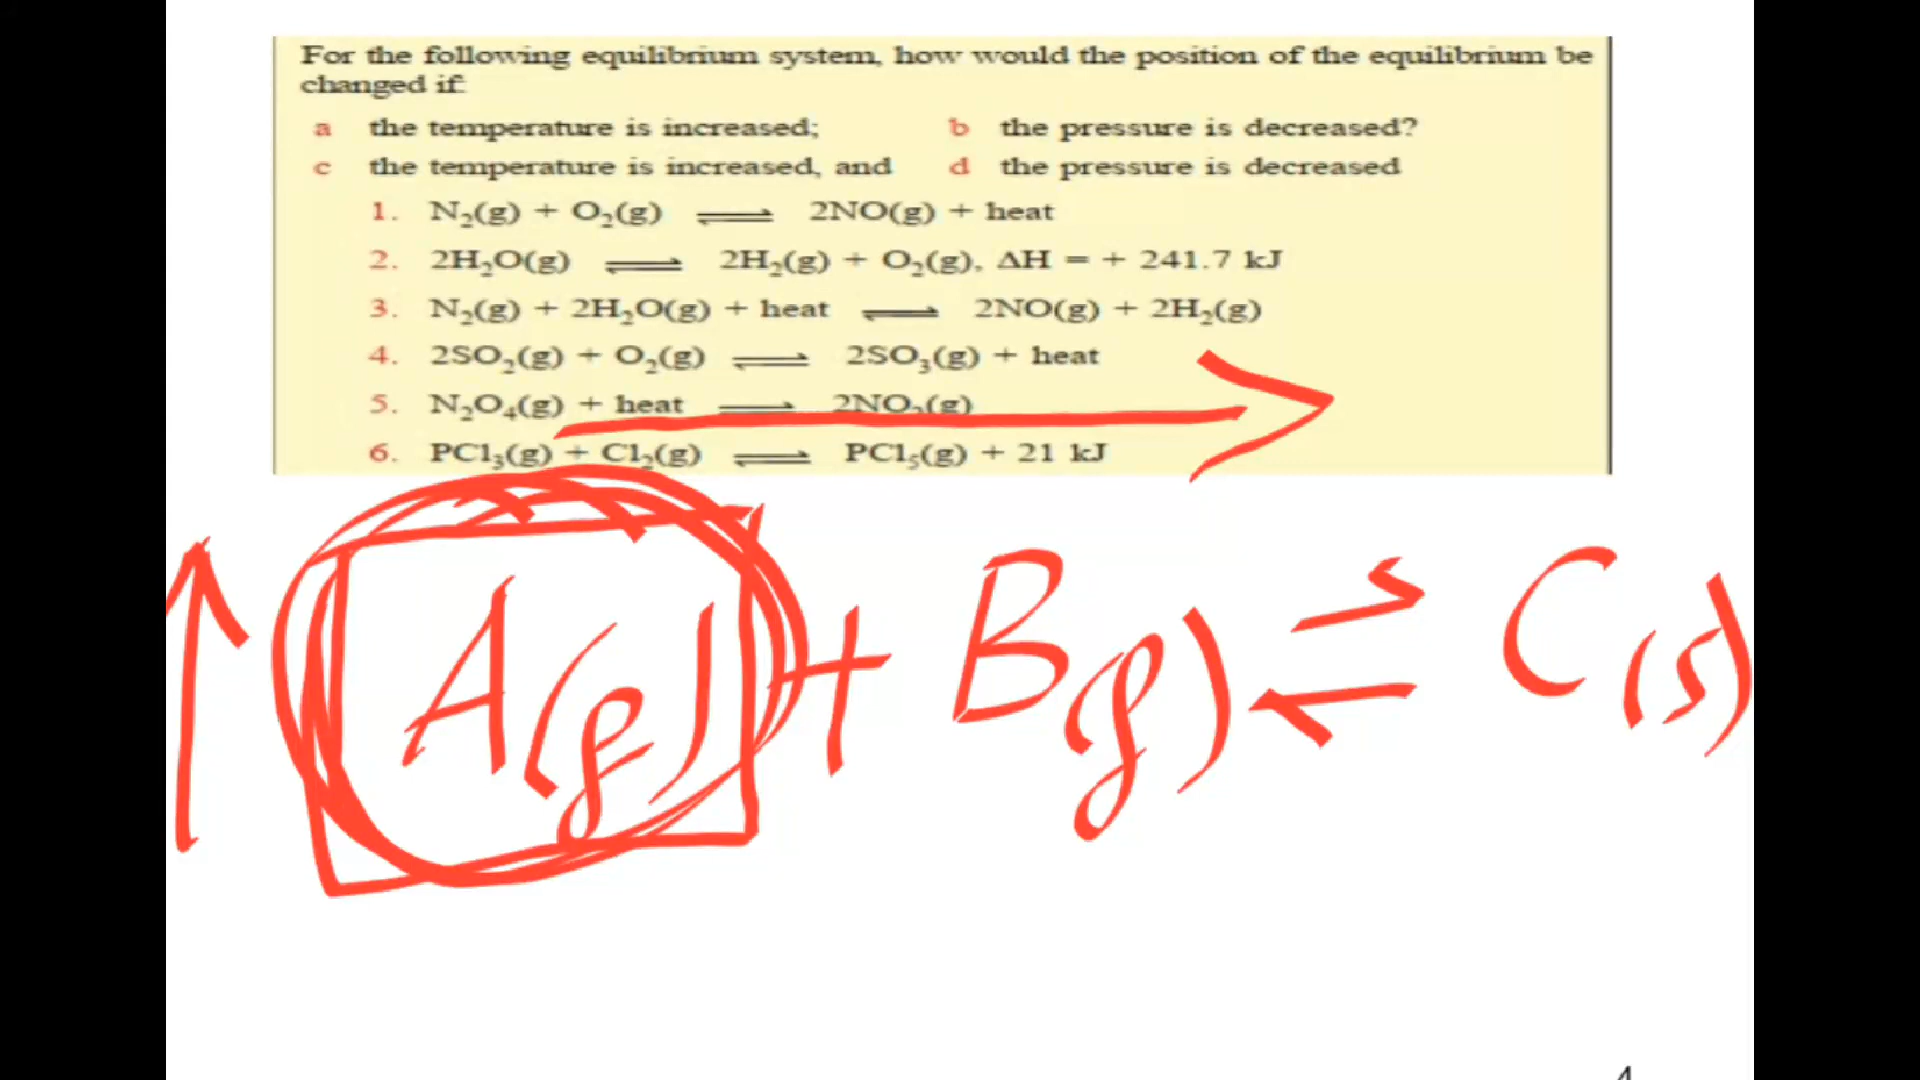 For the following equilibrium system, how would the position of the equilibrium be
changed if:
a the temperature is increased; b the pressure is decreased?
c the temperature is increased, and d the pressure is decreased
1. N₂(g) + O₂(g) ⇌ 2NO(g) + heat
2. 2H₂O(g) ⇌ 2H₂(g) + O₂(g), ΔH = + 241.7 kJ
3. N₂(g) + 2H₂O(g) + heat ⇌ 2NO(g) + 2H₂(g)
4. 2SO₂(g) + O₂(g) ⇌ 2SO₃(g) + heat
5. N₂O₄(g) + heat ⇌ 2NO₂(g)
6. PCl₃(g) + Cl₂(g) ⇌ PCl₅(g) + 21 kJ
↑ A(g) + B(g) ⇌ C(s)
4